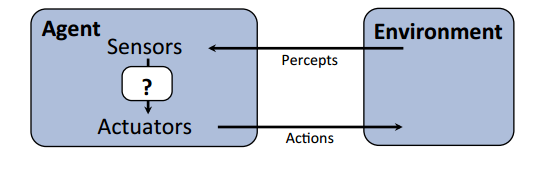 Agent
Sensors
?
Actuators
Percepts
Actions
Environment